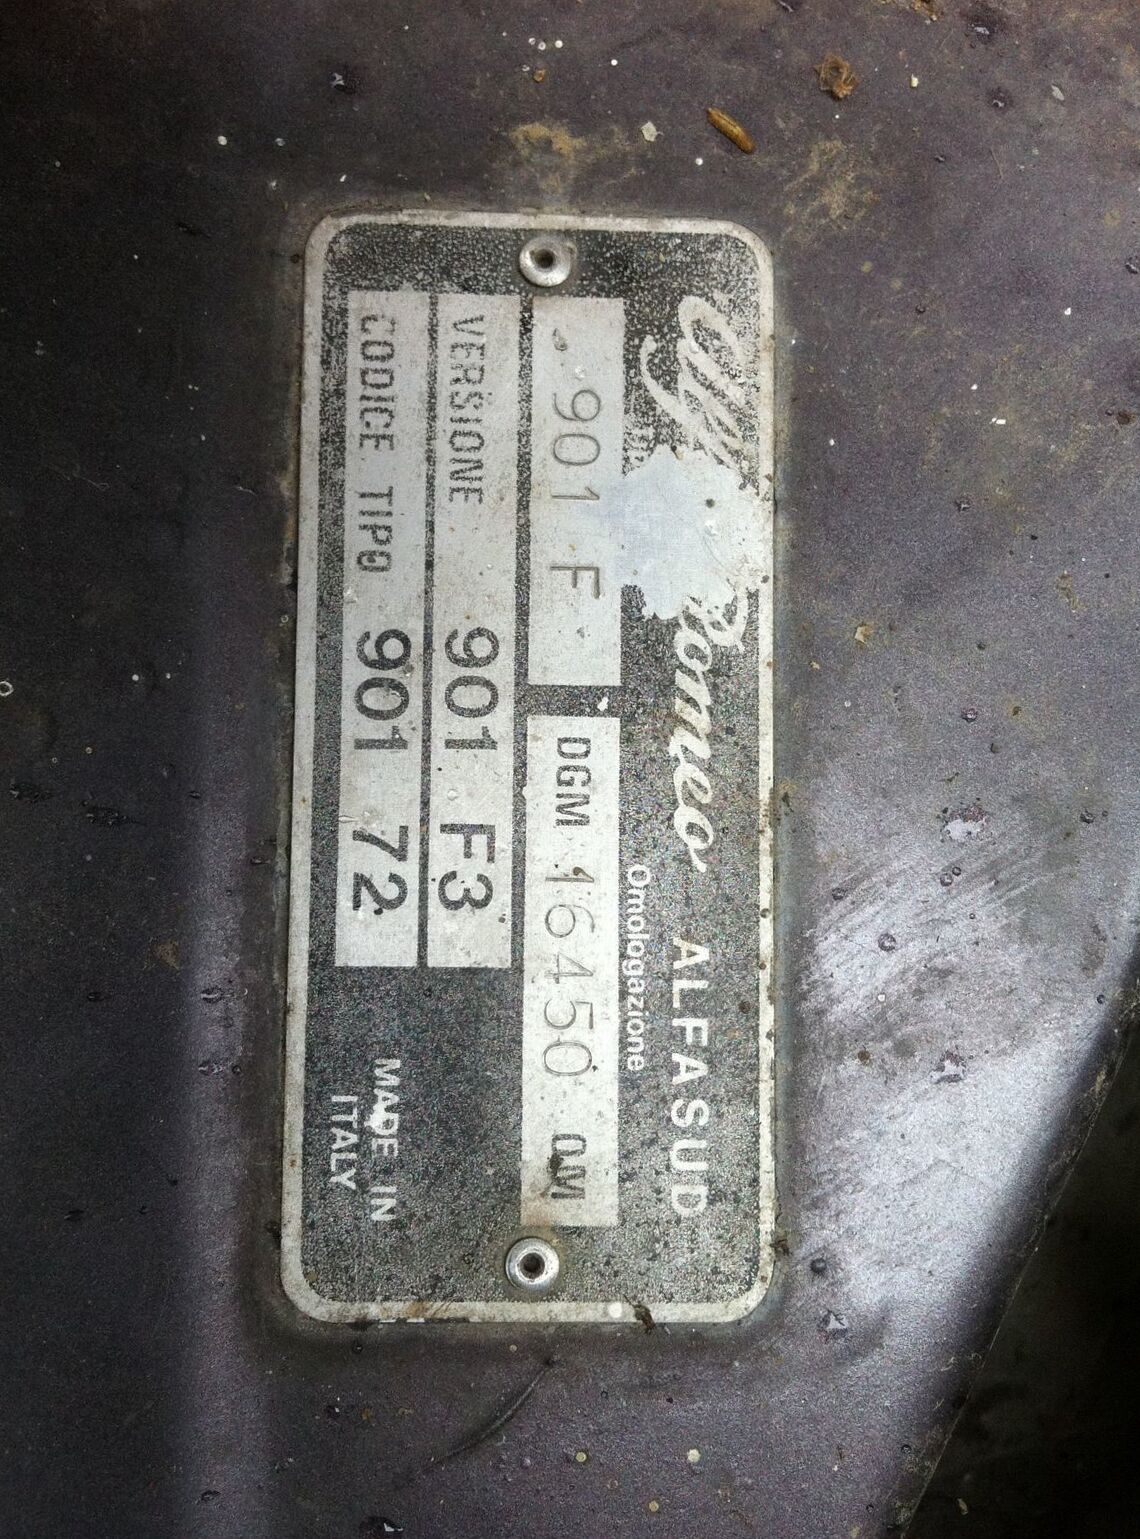 Alfa Romeo ALFASUD
Omologazione
901 F DGM 16450 OM
VERSIONE 901 F3
CODICE TIPO 901 72
MADE IN
ITALY